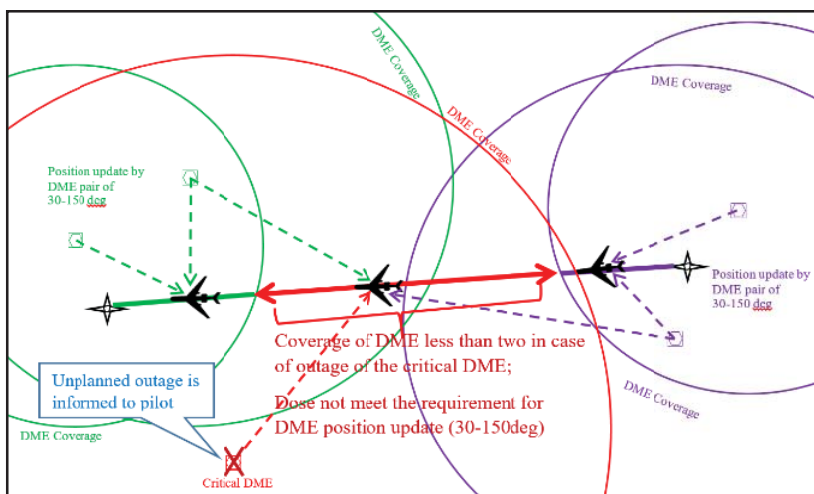 DME Coverage
DME Coverage
DME Coverage
Position update by
DME pair of
30-150 deg
Position update by
DME pair of
30-150 deg
Coverage of DME less than two in case
of outage of the critical DME;
Dose not meet the requirement for
DME position update (30-150deg)
Unplanned outage is
informed to pilot
DME Coverage
DME Coverage
Critical DME